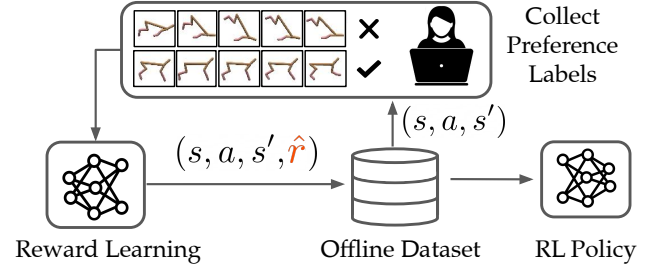 Collect
Preference
Labels
(s, a, s′)
(s, a, s′, r̂)
Reward Learning
Offline Dataset
RL Policy